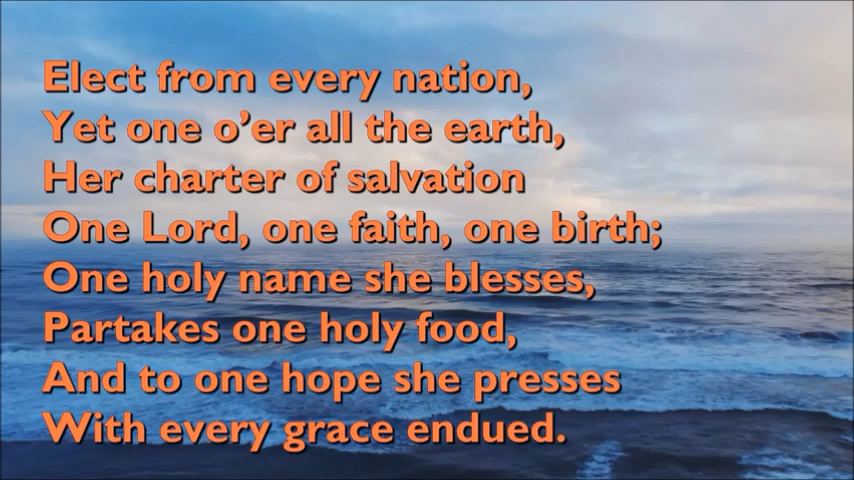 Elect from every nation,
Yet one o’er all the earth,
Her charter of salvation
One Lord, one faith, one birth;
One holy name she blesses,
Partakes one holy food,
And to one hope she presses
With every grace endued.